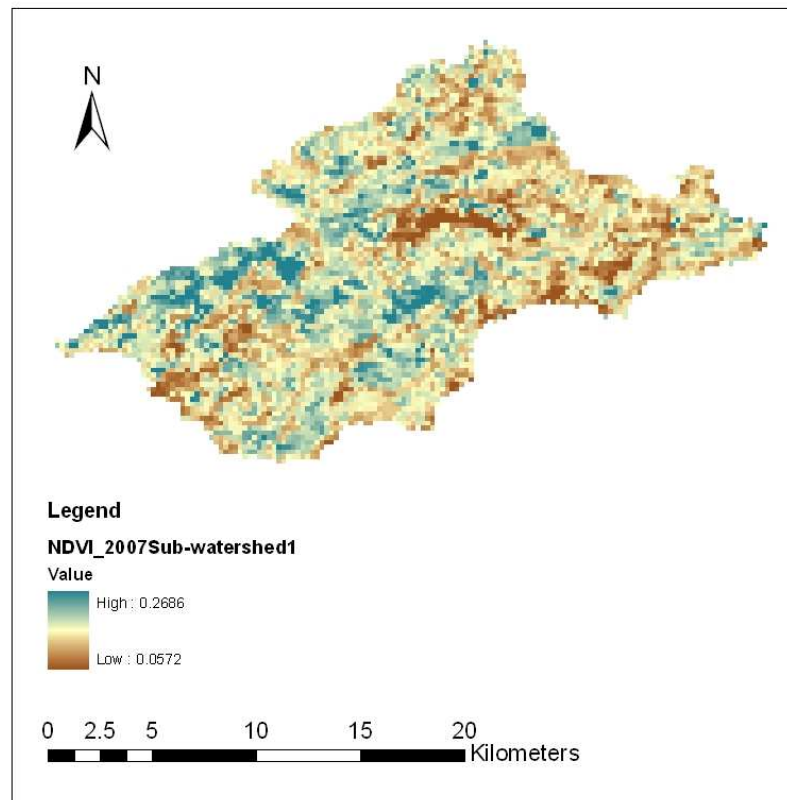 N
Legend
NDVI_2007Sub-watershed1
Value
High : 0.2686
Low : 0.0572
0 2.5 5 10 15 20
Kilometers